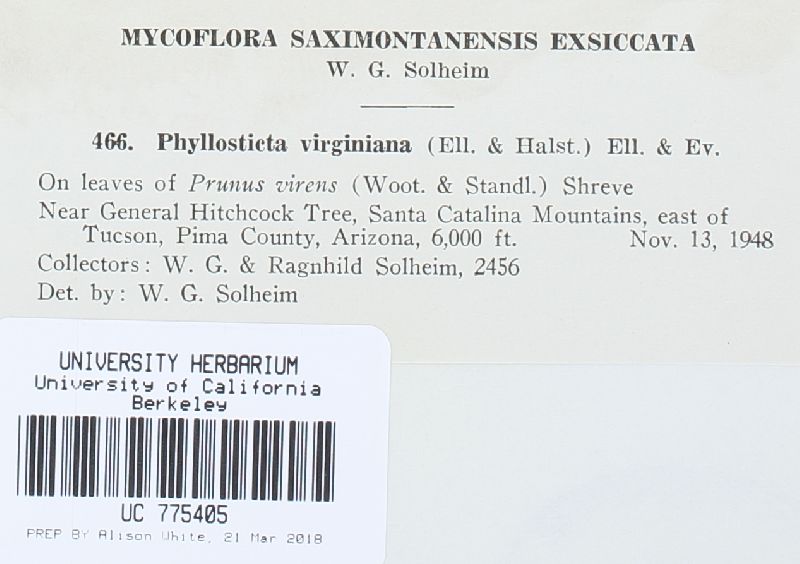 MYCOFLORA SAXIMONTANENSIS EXSICCATA
W. G. Solheim
466. Phyllosticta virginiana (Ell. & Halst.) Ell. & Ev.
On leaves of Prunus virens (Woot. & Standl.) Shreve
Near General Hitchcock Tree, Santa Catalina Mountains, east of
Tucson, Pima County, Arizona, 6,000 ft. Nov. 13, 1948
Collectors: W. G. & Ragnhild Solheim, 2456
Det. by: W. G. Solheim
UNIVERSITY HERBARIUM
University of California
Berkeley
UC 775405
PREP BY Alison White, 21 Mar 2018